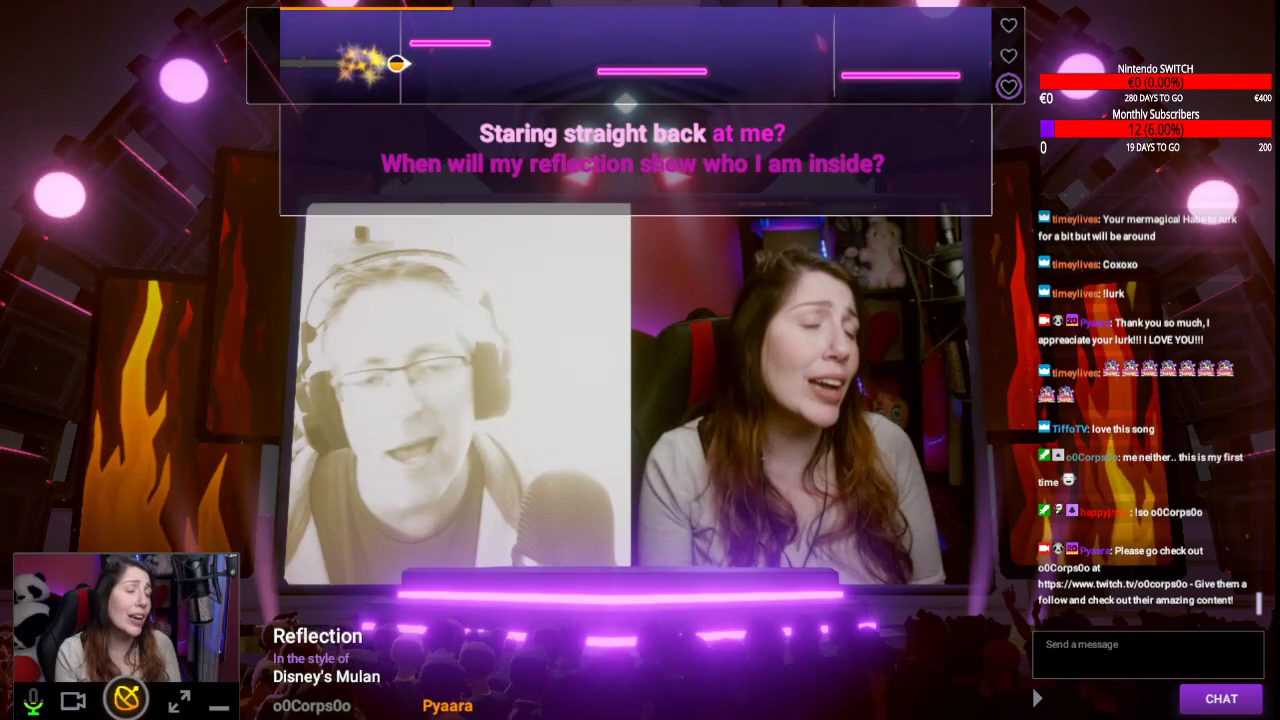 Staring straight back at me?
When will my reflection show who I am inside?
Nintendo SWITCH
€0 (0.00%)
€0 280 DAYS TO GO €400
Monthly Subscribers
12 (6.00%)
0 19 DAYS TO GO 200
timeylives: Your mermagical Habe to lurk
for a bit but will be around
timeylives: Coxoxo
timeylives: !lurk
20 Pyaara: Thank you so much, I
appreaciate your lurk!!! I LOVE YOU!!!
timeylives:
TiffoTV: love this song
o0Corps0o: me neither.. this is my first
time
: !so o0Corps0o
20 Pyaara: Please go check out
o0Corps0o at
https://www.twitch.tv/o0corps0o - Give them a
follow and check out their amazing content!
Send a message
CHAT
Reflection
In the style of
Disney's Mulan
o0Corps0o Pyaara